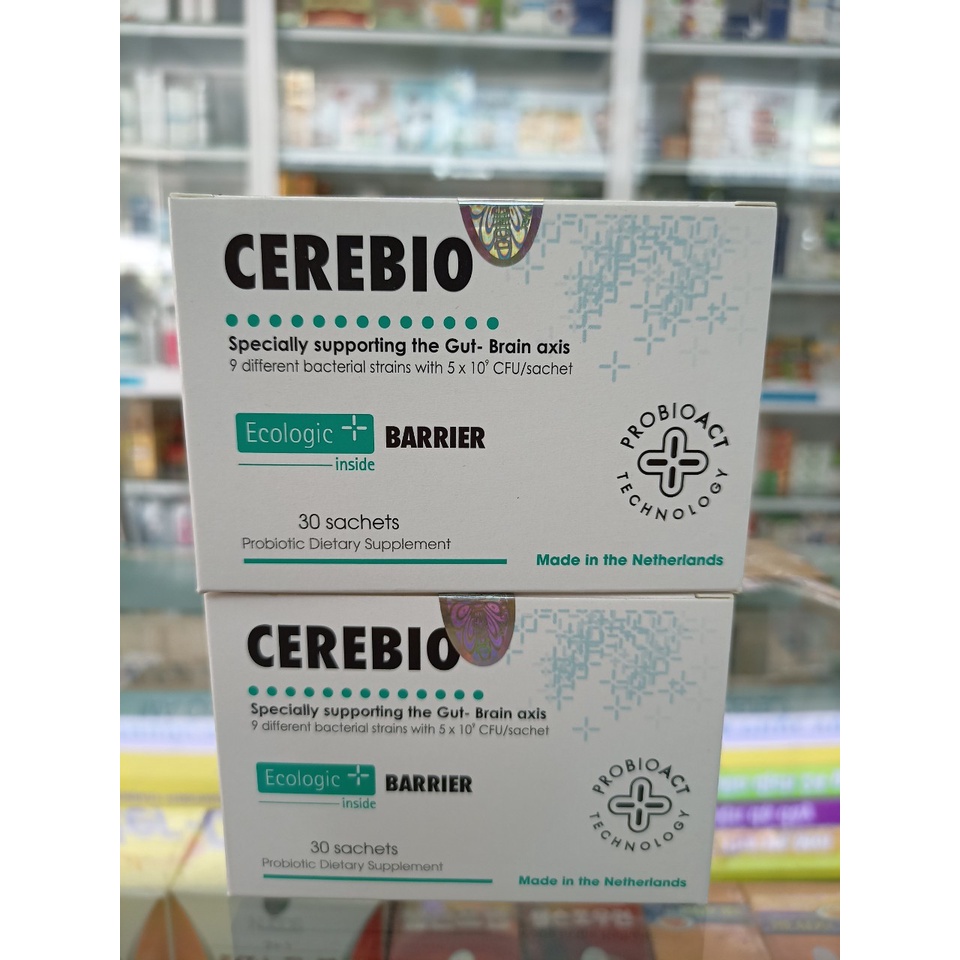 CEREBIO
Specially supporting the Gut- Brain axis
9 different bacterial strains with 5 x 10⁹ CFU/sachet
Ecologic
inside
BARRIER
PROBIOACT
TECHNOLOGY
30 sachets
Probiotic Dietary Supplement
Made in the Netherlands
CEREBIO
Specially supporting the Gut- Brain axis
9 different bacterial strains with 5 x 10⁹ CFU/sachet
Ecologic
inside
BARRIER
PROBIOACT
TECHNOLOGY
30 sachets
Probiotic Dietary Supplement
Made in the Netherlands